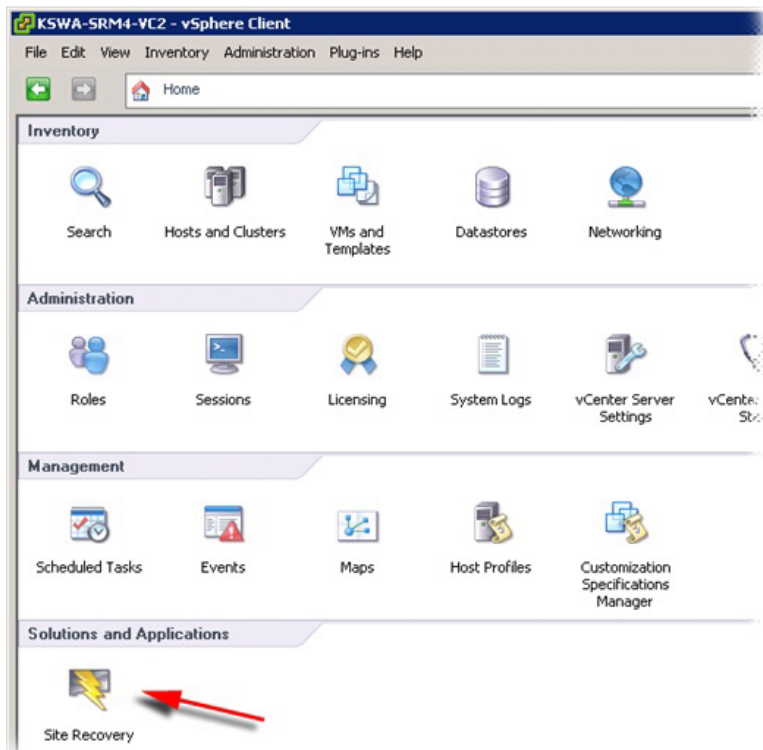 KSWA-SRM4-VC2 - vSphere Client
File Edit View Inventory Administration Plug-ins Help
Home
Inventory
Search
Hosts and Clusters
VMs and
Templates
Datastores
Networking
Administration
Roles
Sessions
Licensing
System Logs
vCenter Server
Settings
Management
Scheduled Tasks
Events
Maps
Host Profiles
Customization
Specifications
Manager
Solutions and Applications
Site Recovery